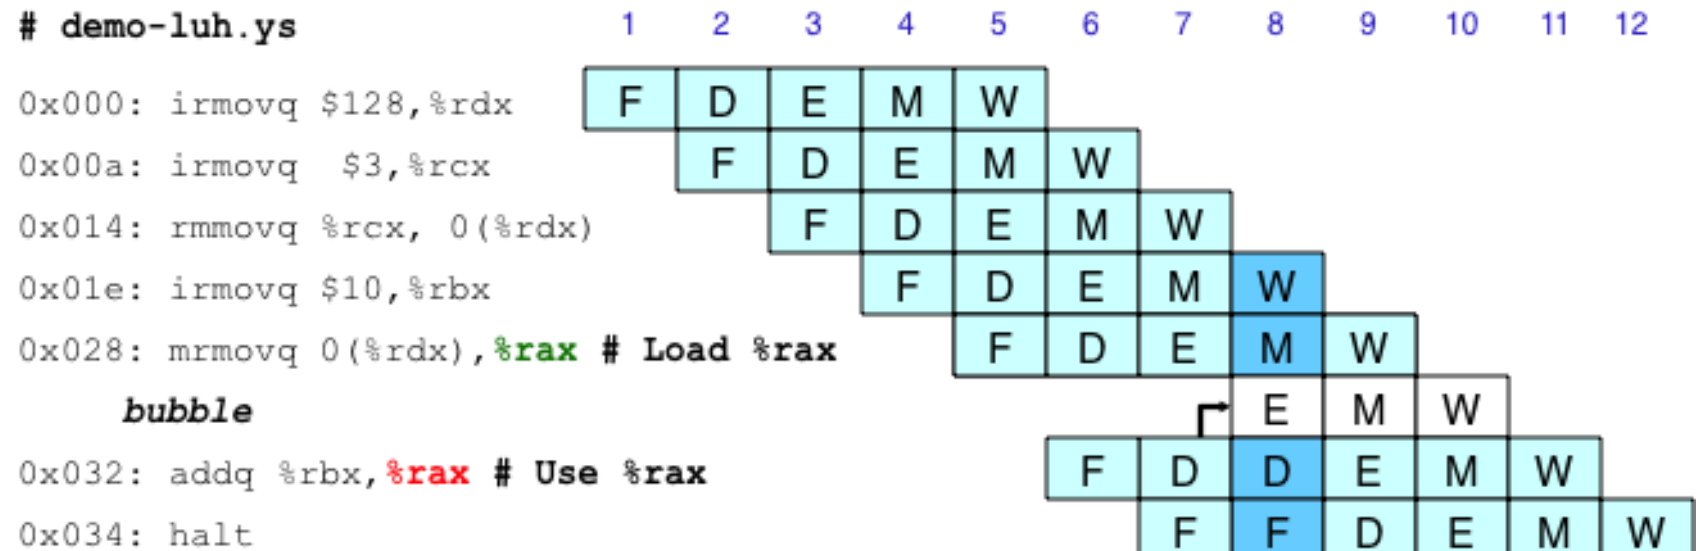 # demo-luh.ys 1 2 3 4 5 6 7 8 9 10 11 12
0x000: irmovq $128,%rdx F D E M W
0x00a: irmovq  $3,%rcx F D E M W
0x014: rmmovq %rcx, 0(%rdx) F D E M W
0x01e: irmovq $10,%rbx F D E M W
0x028: mrmovq 0(%rdx),%rax # Load %rax F D E M W
bubble E M W
0x032: addq %rbx,%rax # Use %rax F D D E M W
0x034: halt F F D E M W